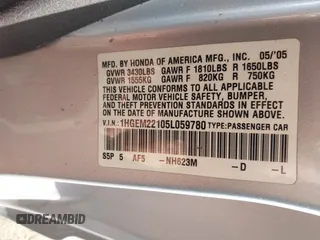 MFD. BY HONDA OF AMERICA MFG., INC. 05/'05
GVWR 3430LBS GAWR F 1810LBS R 1650LBS
GVWR 1555KG GAWR F 820KG R 750KG
THIS VEHICLE CONFORMS TO ALL APPLICABLE
FEDERAL MOTOR VEHICLE SAFETY, BUMPER, AND
THEFT PREVENTION STANDARDS IN EFFECT ON THE
DATE OF MANUFACTURE SHOWN ABOVE.
V.I.N.: 1HGEM22105L059780 TYPE:PASSENGER CAR
S5P 5 AF5- -NH623M -D -L
DREAMBID